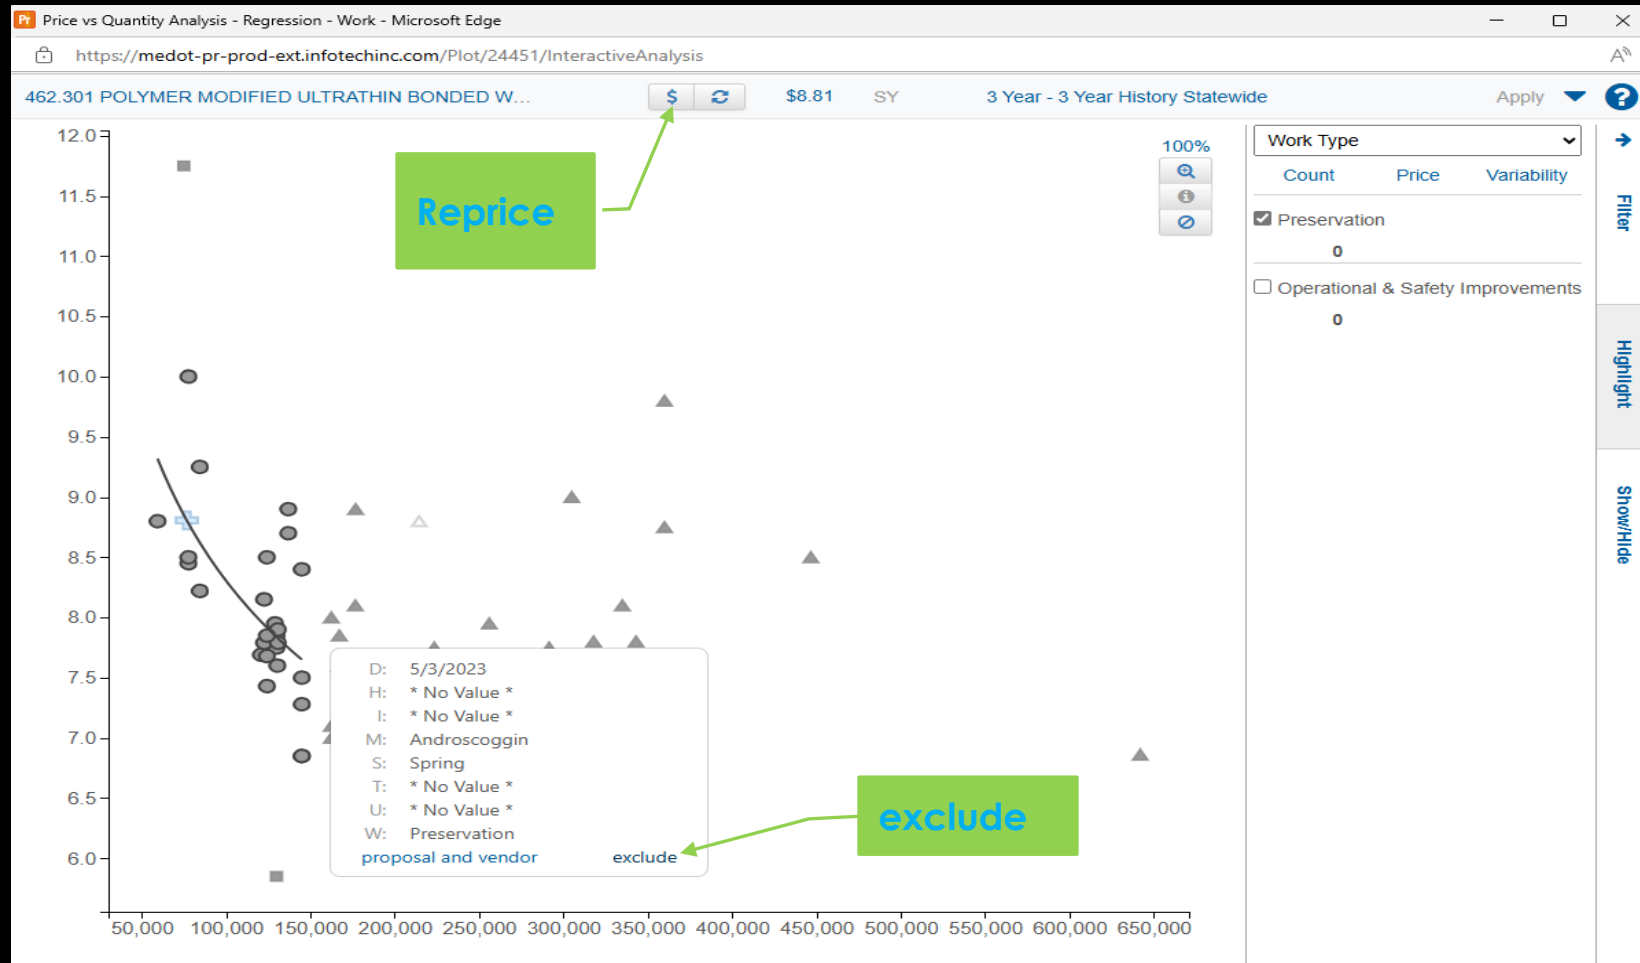 Pr Price vs Quantity Analysis - Regression - Work - Microsoft Edge
https://medot-pr-prod-ext.infotechinc.com/Plot/24451/InteractiveAnalysis
462.301 POLYMER MODIFIED ULTRATHIN BONDED W... $ $8.81 SY 3 Year - 3 Year History Statewide Apply ?
12.0
11.5
11.0
10.5
10.0
9.5
9.0
8.5
8.0
7.5
7.0
6.5
6.0
Reprice
100%
D: 5/3/2023
H: * No Value *
I: * No Value *
M: Androscoggin
S: Spring
T: * No Value *
U: * No Value *
W: Preservation
proposal and vendor exclude
exclude
50,000 100,000 150,000 200,000 250,000 300,000 350,000 400,000 450,000 500,000 550,000 600,000 650,000
Work Type
Count Price Variability
Preservation
0
Operational & Safety Improvements
0
Filter
Highlight
Show/Hide